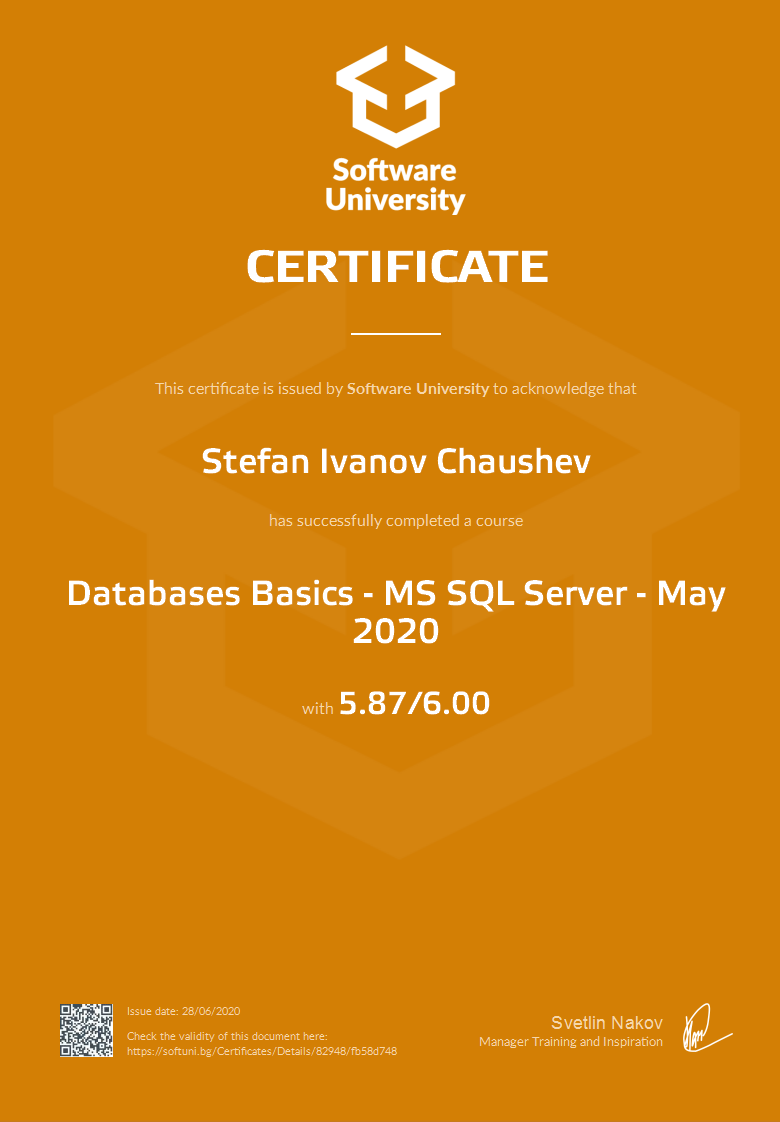 Software
University
CERTIFICATE
This certificate is issued by Software University to acknowledge that
Stefan Ivanov Chaushev
has successfully completed a course
Databases Basics - MS SQL Server - May
2020
with 5.87/6.00
Issue date: 28/06/2020
Check the validity of this document here:
https://softuni.bg/Certificates/Details/82948/fb58d748
Svetlin Nakov
Manager Training and Inspiration